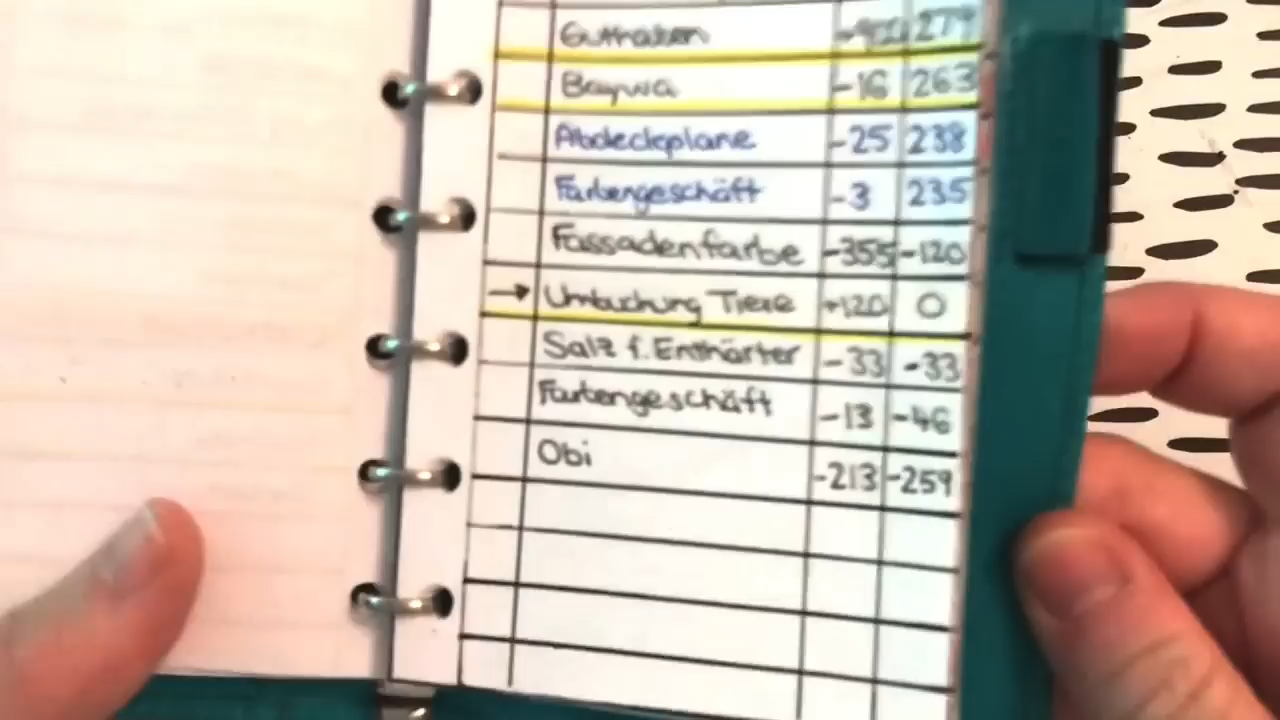 Guthaben 279
Baywa -16 263
Abdeckplane -25 238
Farbengeschäft -3 235
Fassadenfarbe -355 -120
→ Umbuchung Tiere +120 0
Salz f. Enthärter -33 -33
Farbengeschäft -13 -46
Obi -213 -259